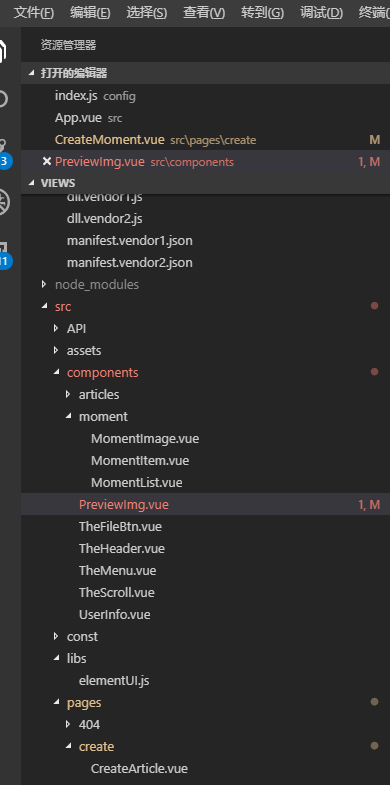 文件(F) 编辑(E) 选择(S) 查看(V) 转到(G) 调试(D) 终端
资源管理器
打开的编辑器
index.js config
App.vue src
CreateMoment.vue src\pages\create M
PreviewImg.vue src\components 1, M
3
VIEWS
dll.vendor1.js
dll.vendor2.js
manifest.vendor1.json
manifest.vendor2.json
11
node_modules
src
API
assets
components
articles
moment
MomentImage.vue
MomentItem.vue
MomentList.vue
PreviewImg.vue 1, M
TheFileBtn.vue
TheHeader.vue
TheMenu.vue
TheScroll.vue
UserInfo.vue
const
libs
elementUI.js
pages
404
create
CreateArticle.vue